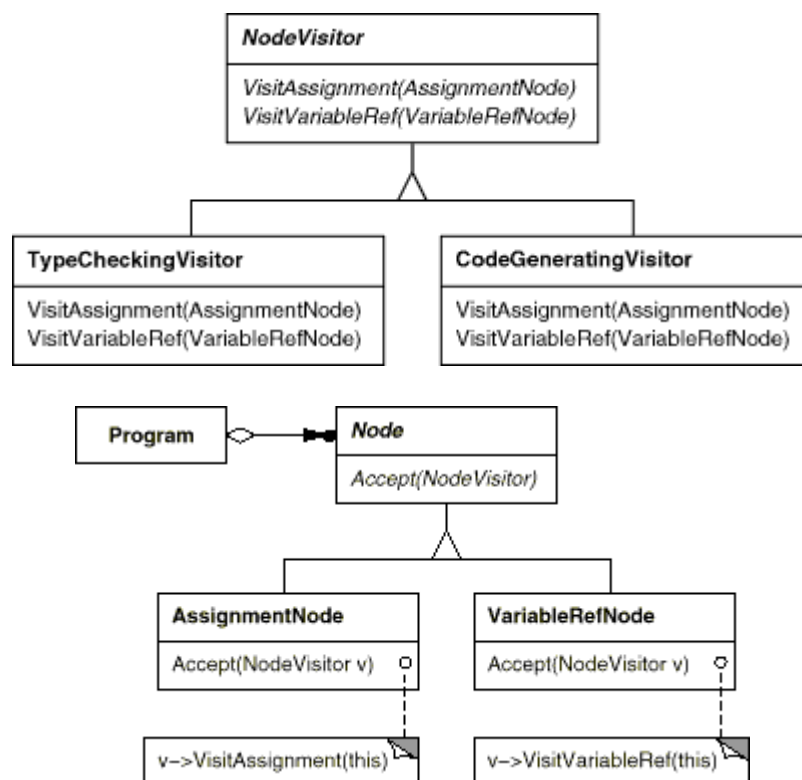 NodeVisitor
VisitAssignment(AssignmentNode)
VisitVariableRef(VariableRefNode)
TypeCheckingVisitor
VisitAssignment(AssignmentNode)
VisitVariableRef(VariableRefNode)
CodeGeneratingVisitor
VisitAssignment(AssignmentNode)
VisitVariableRef(VariableRefNode)
Program
Node
Accept(NodeVisitor)
AssignmentNode
Accept(NodeVisitor v)
v->VisitAssignment(this)
VariableRefNode
Accept(NodeVisitor v)
v->VisitVariableRef(this)